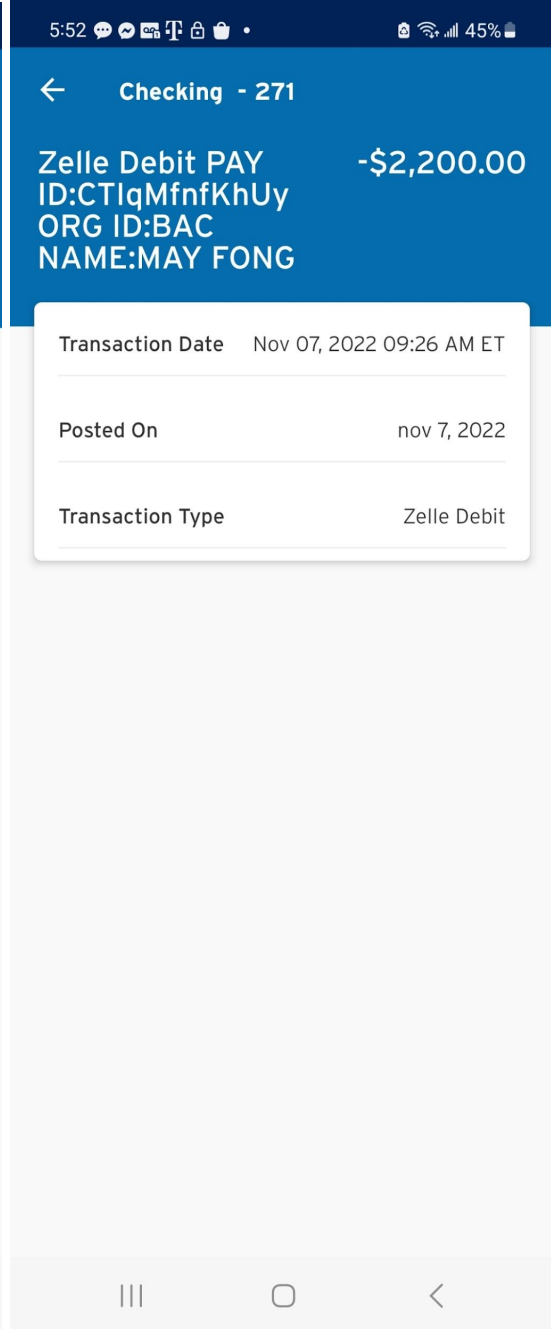 5:52 45%
Checking - 271
Zelle Debit PAY -$2,200.00
ID:CTIqMfnfKhUy
ORG ID:BAC
NAME:MAY FONG
Transaction Date Nov 07, 2022 09:26 AM ET
Posted On nov 7, 2022
Transaction Type Zelle Debit